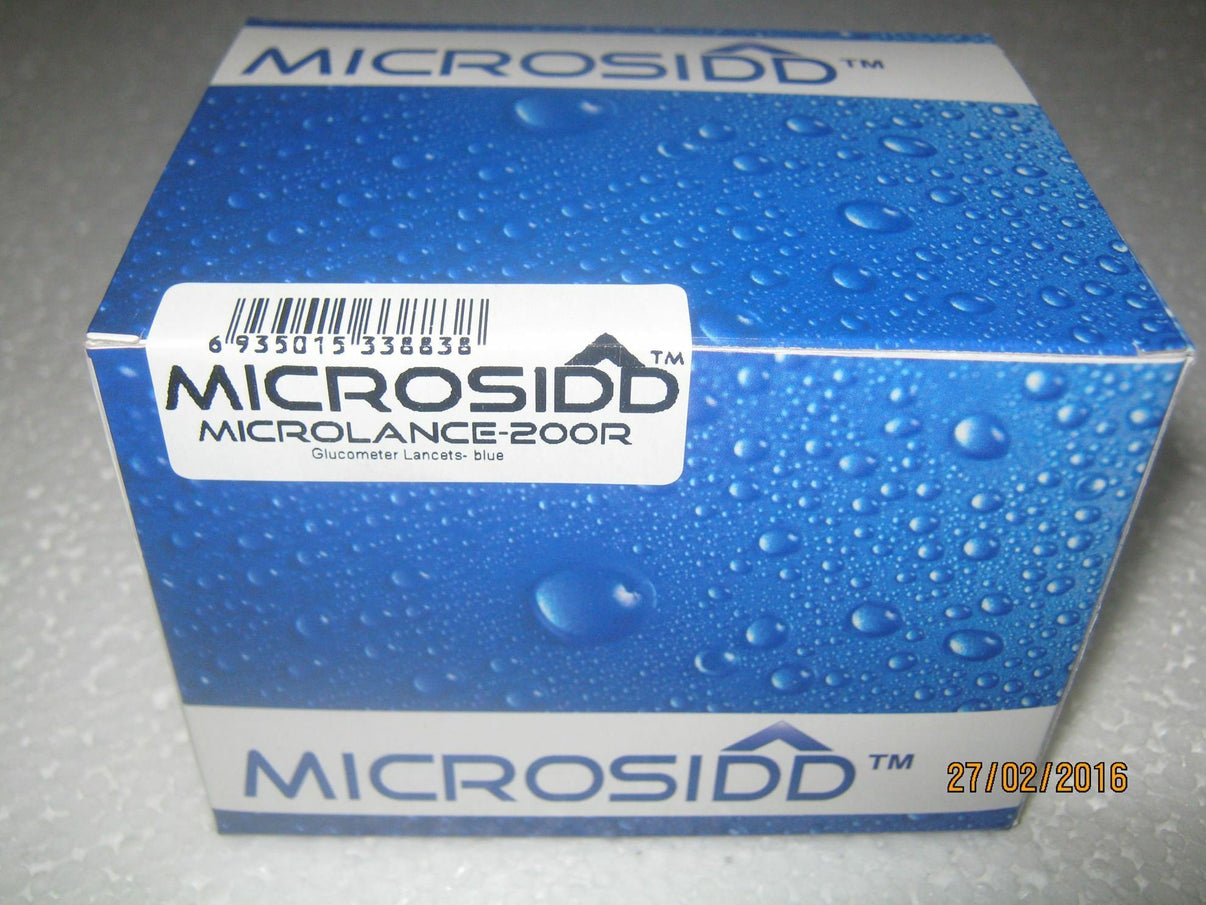 MICROSIDD™
6 935015 338838
MICROSIDD™
MICROLANCE-200R
Glucometer Lancets- blue
MICROSIDD™
27/02/2016